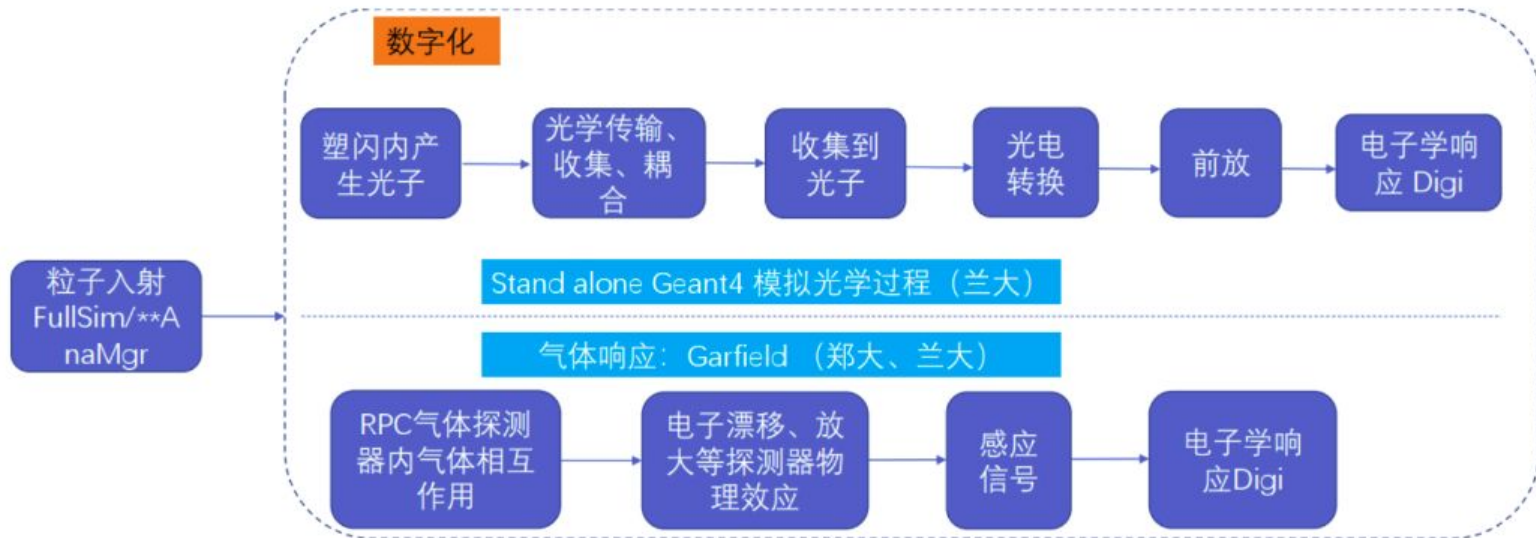 数字化
塑闪内产
生光子
光学传输、
收集、耦
合
收集到
光子
光电
转换
前放
电子学响
应 Digi
粒子入射
FullSim/**A
naMgr
Stand alone Geant4 模拟光学过程（兰大）
气体响应：Garfield （郑大、兰大）
RPC气体探测
器内气体相互
作用
电子漂移、放
大等探测器物
理效应
感应
信号
电子学响
应Digi